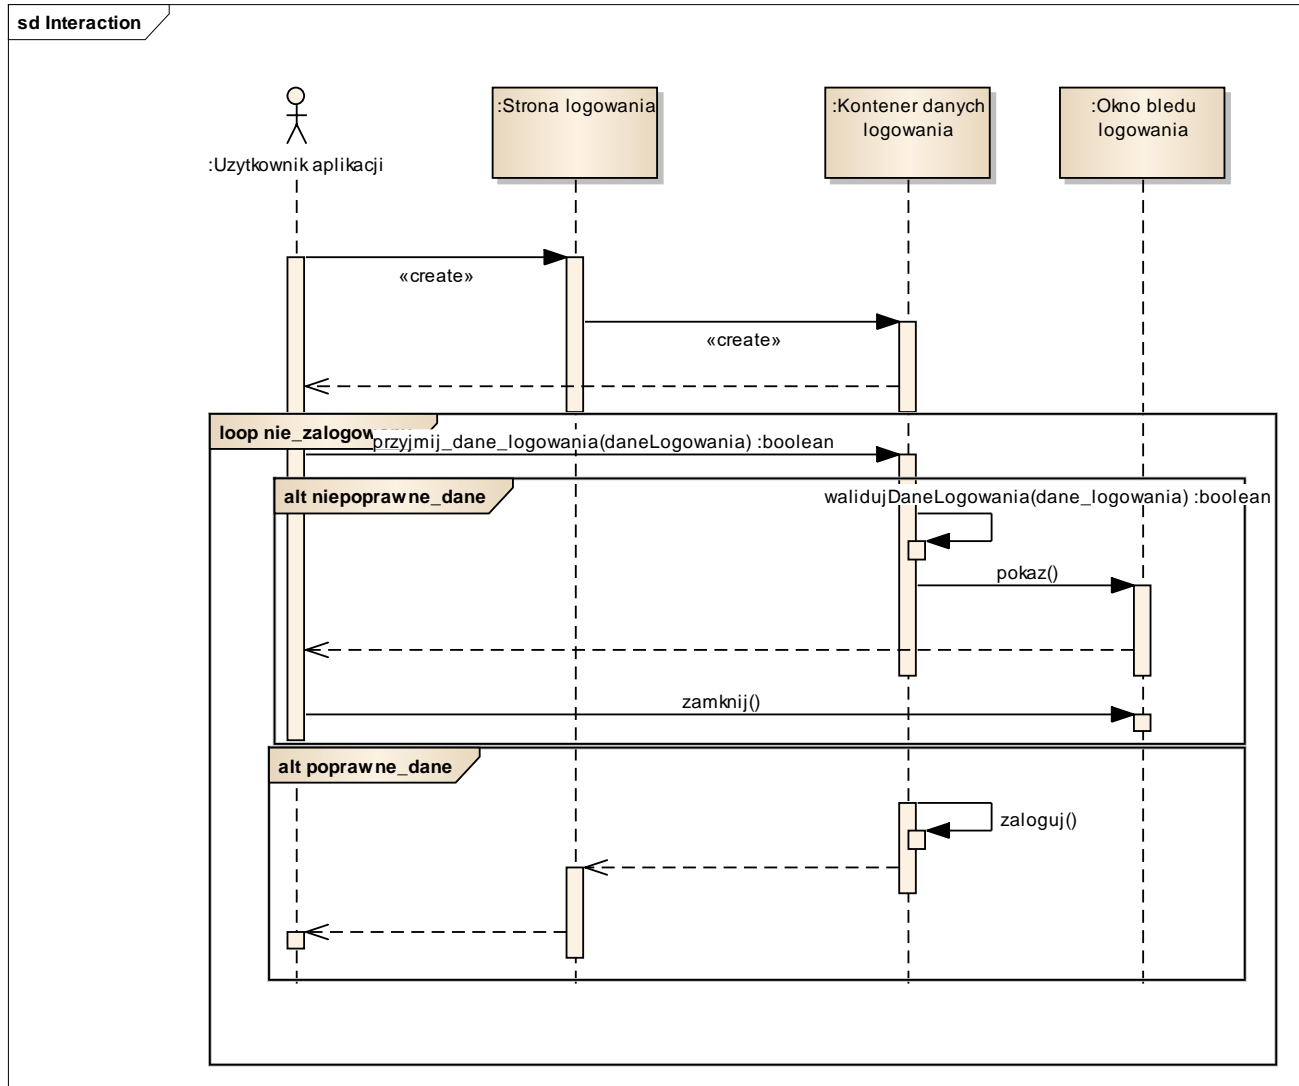 sd Interaction
:Uzytkownik aplikacji
:Strona logowania
:Kontener danych
logowania
:Okno bledu
logowania
«create»
«create»
loop nie_zalogow
przyjmij_dane_logowania(daneLogowania) :boolean
alt niepoprawne_dane
walidujDaneLogowania(dane_logowania) :boolean
pokaz()
zamknij()
alt poprawne_dane
zaloguj()